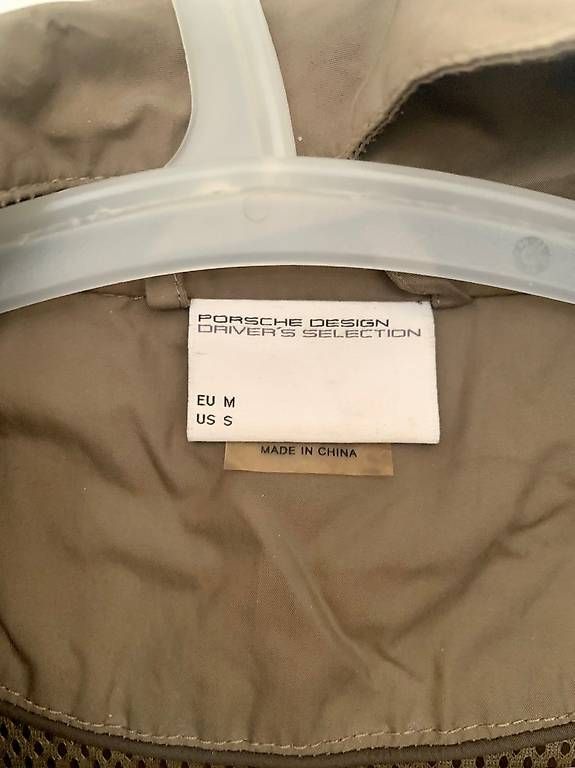 PORSCHE DESIGN
DRIVER'S SELECTION
EU M
US S
MADE IN CHINA